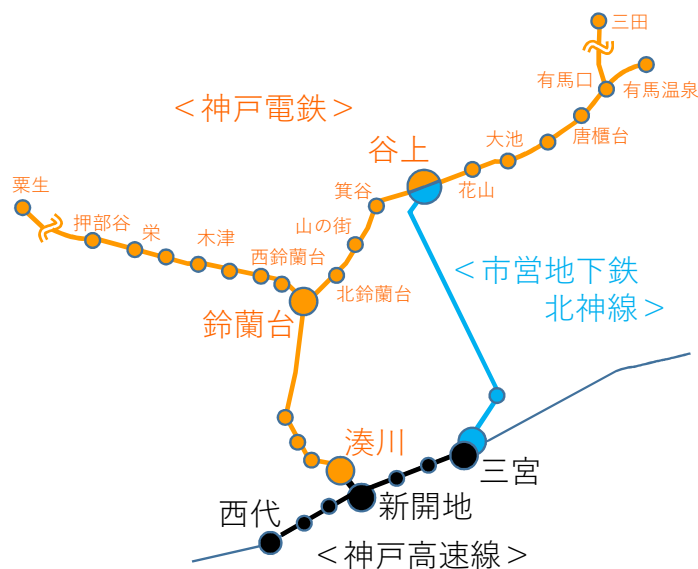 三田
有馬口
有馬温泉
＜神戸電鉄＞
唐櫃台
大池
谷上
花山
箕谷
粟生
山の街
押部谷
栄
木津
西鈴蘭台
北鈴蘭台
鈴蘭台
＜市営地下鉄
北神線＞
湊川
三宮
新開地
西代
＜神戸高速線＞